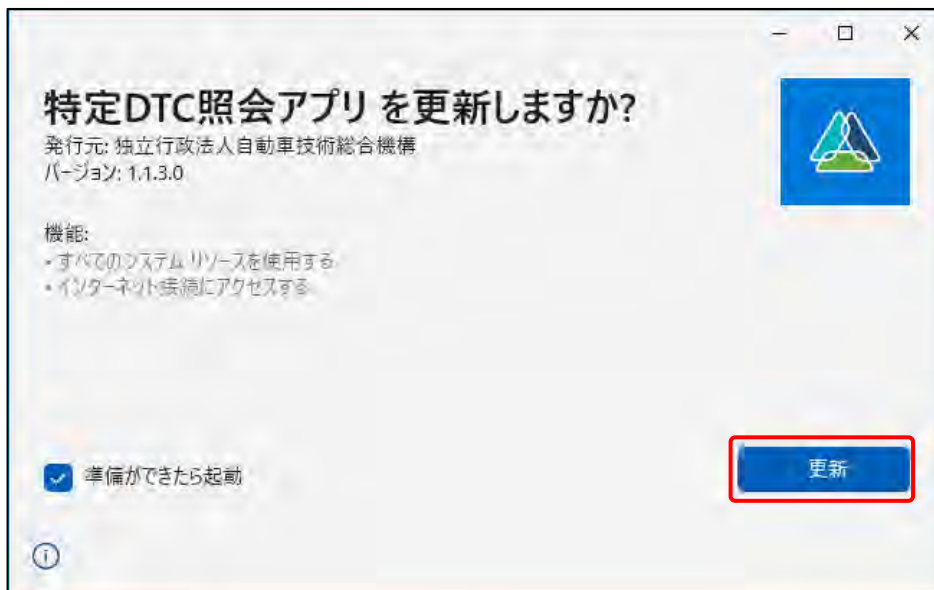 特定DTC照会アプリ を更新しますか?
発行元: 独立行政法人自動車技術総合機構
バージョン: 1.1.3.0
機能:
• すべてのシステム リソースを使用する
• インターネット接続にアクセスする
準備ができたら起動
更新